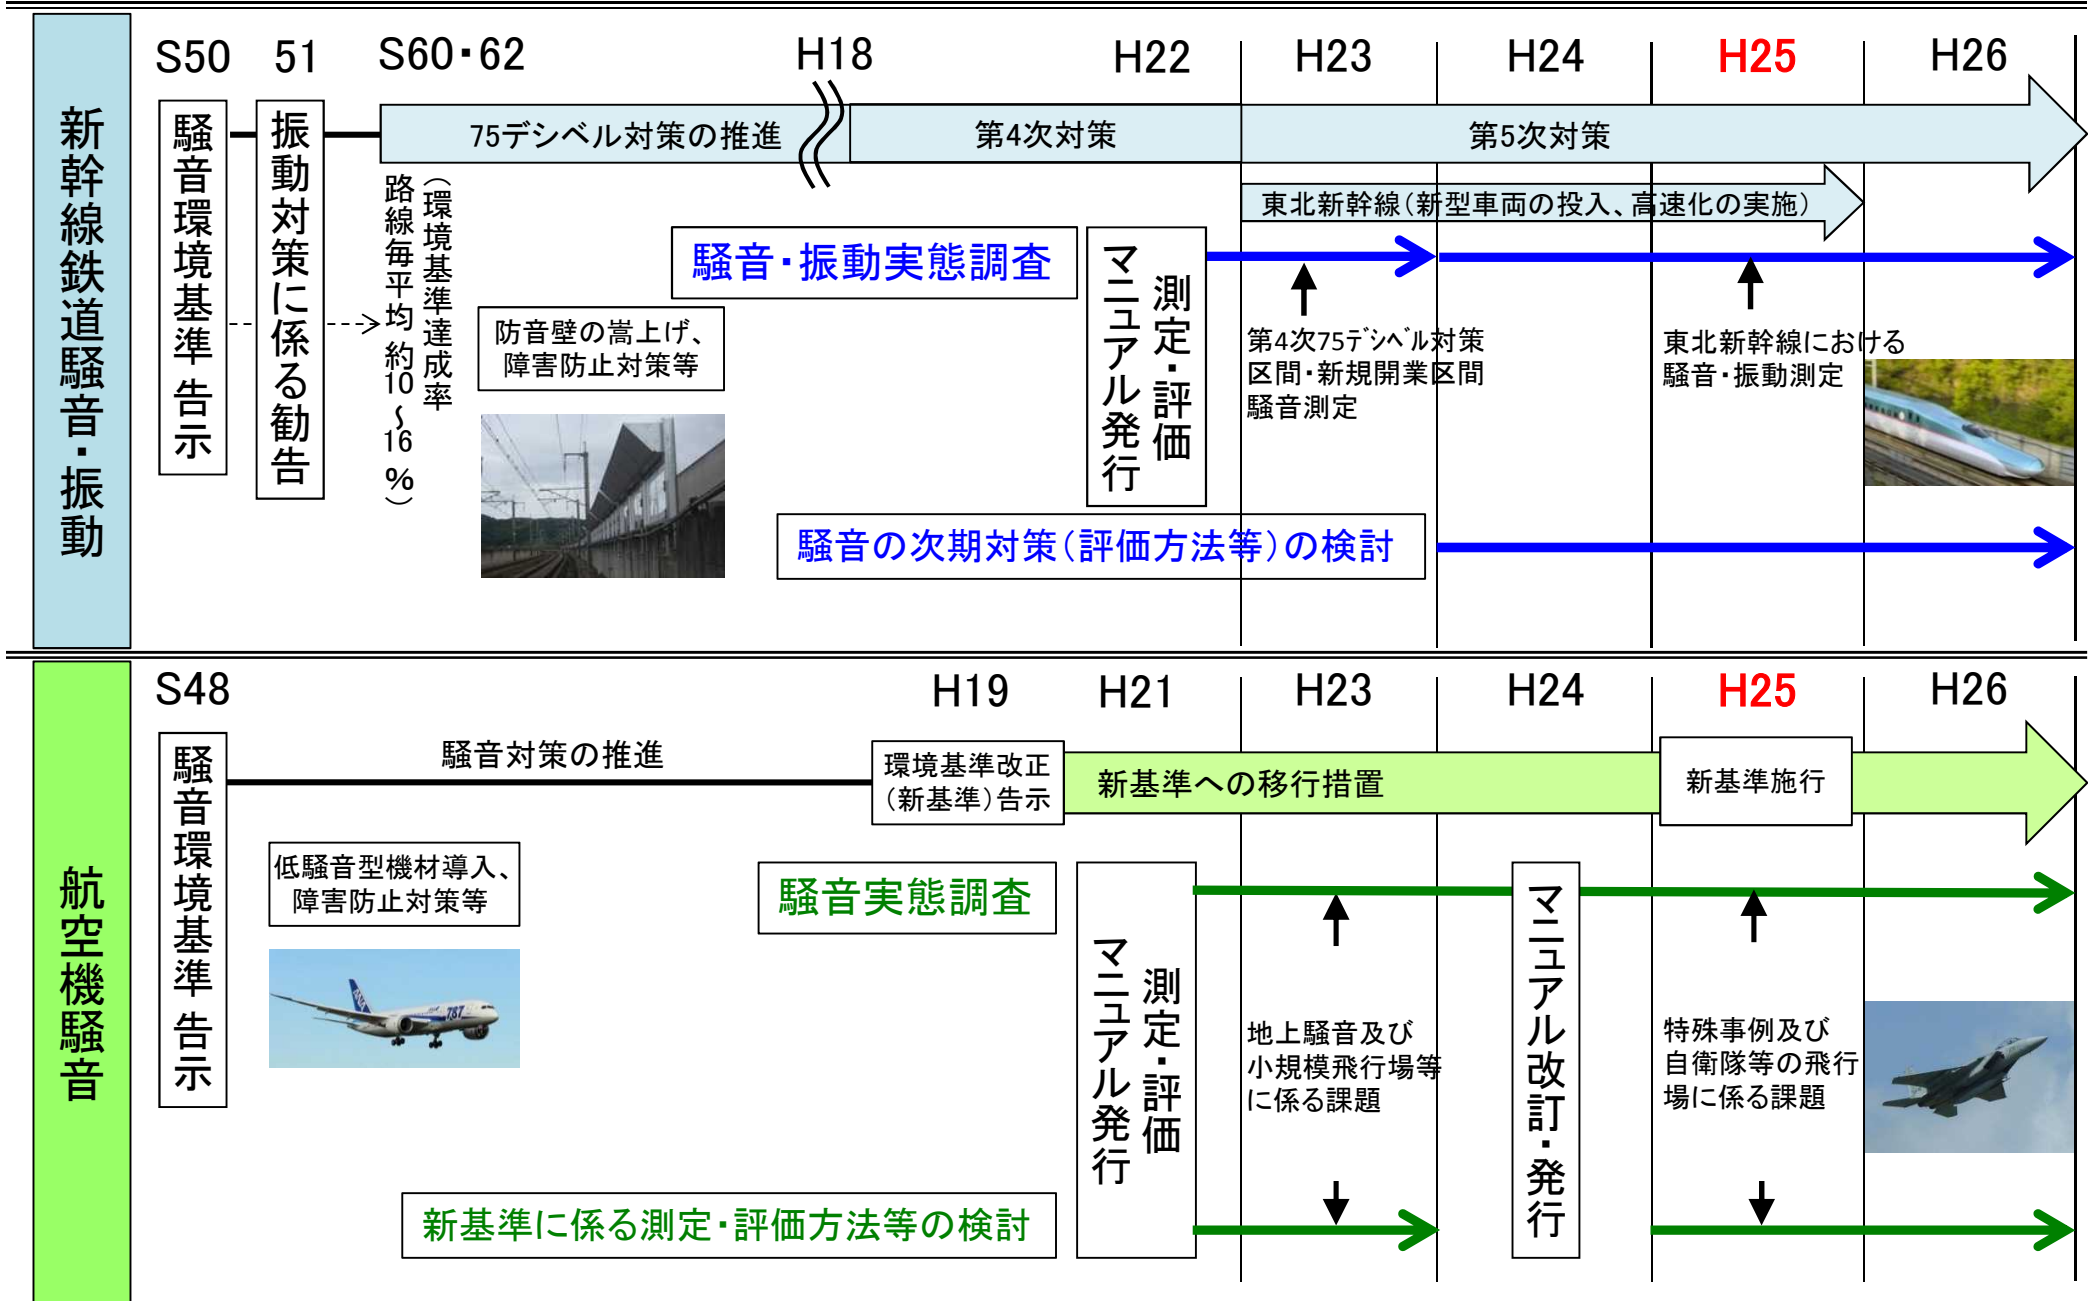 新幹線鉄道騒音・振動
S50
51
S60・62
H18
H22
H23
H24
H25
H26
騒音環境基準 告示
振動対策に係る勧告
75デシベル対策の推進
第4次対策
第5次対策
(環境基準達成率
路線毎平均 約10~16%)
東北新幹線(新型車両の投入、高速化の実施)
騒音・振動実態調査
測定・評価
マニュアル発行
防音壁の嵩上げ、
障害防止対策等
第4次75デシベル対策
区間・新規開業区間
騒音測定
東北新幹線における
騒音・振動測定
騒音の次期対策(評価方法等)の検討
航空機騒音
S48
H19
H21
H23
H24
H25
H26
騒音環境基準 告示
騒音対策の推進
環境基準改正
(新基準)告示
新基準への移行措置
新基準施行
低騒音型機材導入、
障害防止対策等
騒音実態調査
測定・評価
マニュアル発行
マニュアル改訂・発行
787
地上騒音及び
小規模飛行場等
に係る課題
特殊事例及び
自衛隊等の飛行
場に係る課題
新基準に係る測定・評価方法等の検討